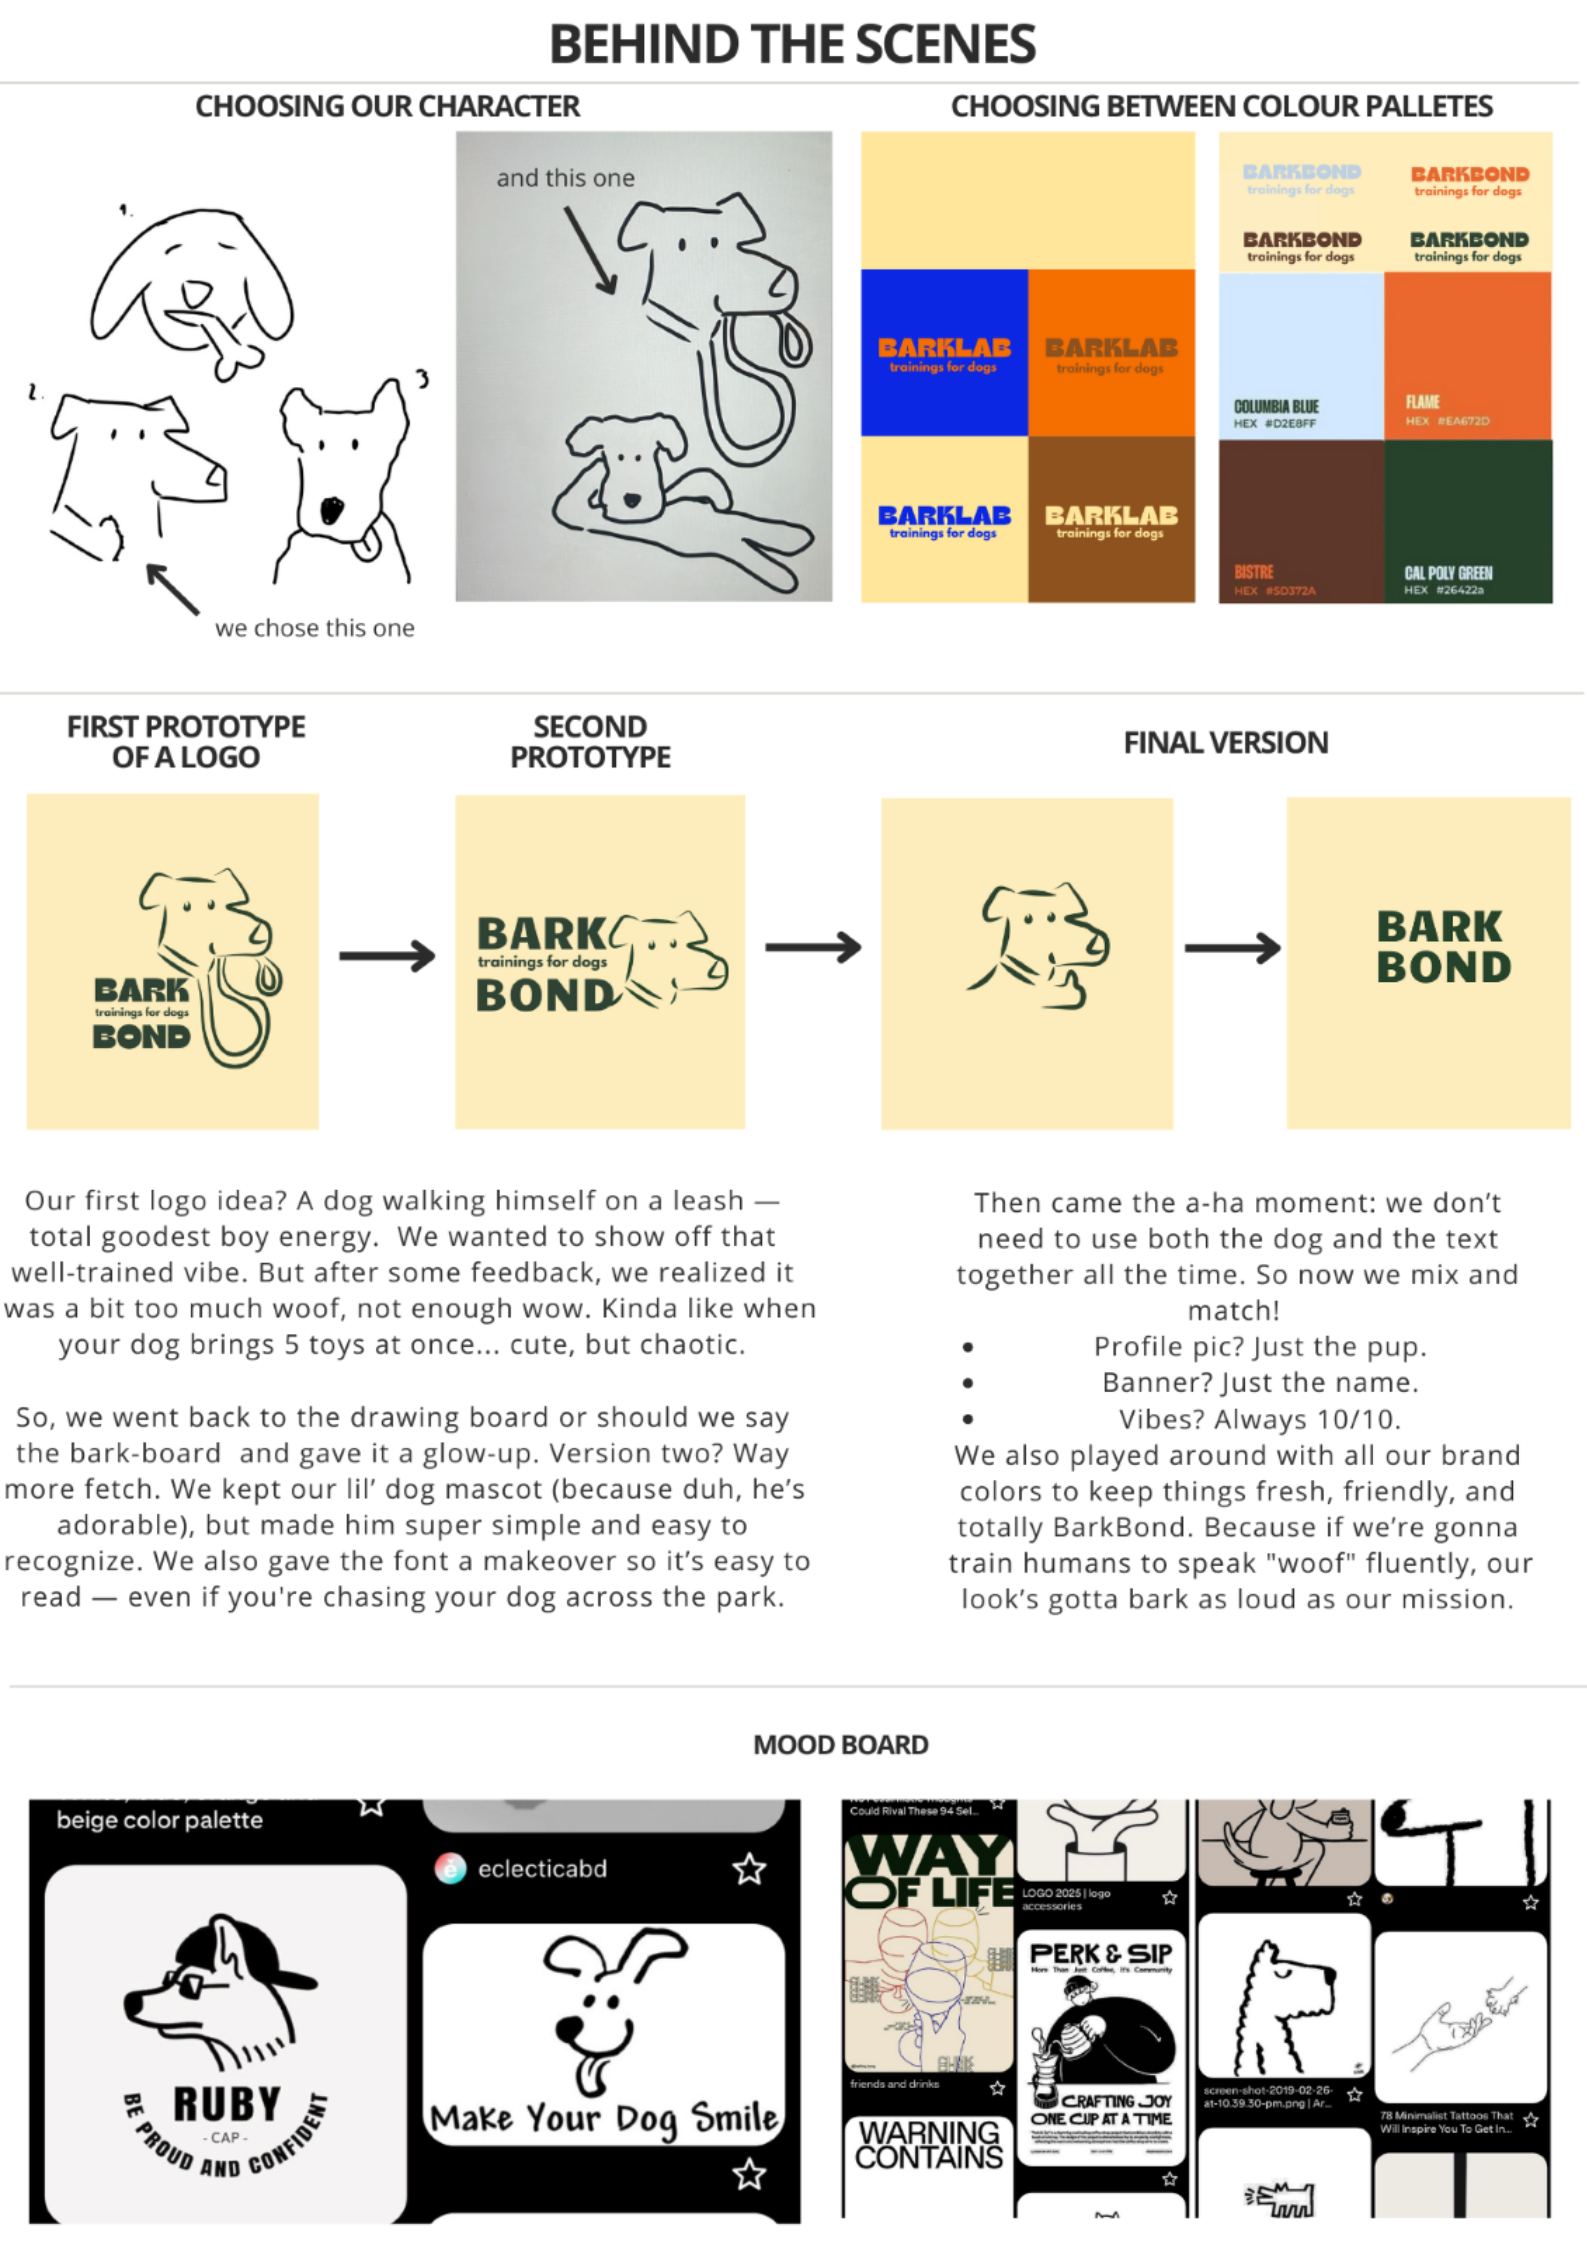 BEHIND THE SCENES
CHOOSING OUR CHARACTER
1.
2.
3
we chose this one
and this one
CHOOSING BETWEEN COLOUR PALLETES
BARKLAB
trainings for dogs
BARKLAB
trainings for dogs
BARKLAB
trainings for dogs
BARKLAB
trainings for dogs
BARKBOND
trainings for dogs
BARKBOND
trainings for dogs
BARKBOND
trainings for dogs
BARKBOND
trainings for dogs
COLUMBIA BLUE
HEX #D2E8FF
FLAME
HEX #EA672D
BISTRE
HEX #5D372A
CAL POLY GREEN
HEX #26422a
FIRST PROTOTYPE
OF A LOGO
SECOND
PROTOTYPE
FINAL VERSION
BARK
trainings for dogs
BOND
BARK
trainings for dogs
BOND
BARK
BOND
Our first logo idea? A dog walking himself on a leash —
total goodest boy energy. We wanted to show off that
well-trained vibe. But after some feedback, we realized it
was a bit too much woof, not enough wow. Kinda like when
your dog brings 5 toys at once... cute, but chaotic.
So, we went back to the drawing board or should we say
the bark-board and gave it a glow-up. Version two? Way
more fetch. We kept our lil' dog mascot (because duh, he's
adorable), but made him super simple and easy to
recognize. We also gave the font a makeover so it's easy to
read — even if you're chasing your dog across the park.
Then came the a-ha moment: we don't
need to use both the dog and the text
together all the time. So now we mix and
match!
• Profile pic? Just the pup.
• Banner? Just the name.
• Vibes? Always 10/10.
We also played around with all our brand
colors to keep things fresh, friendly, and
totally BarkBond. Because if we're gonna
train humans to speak "woof" fluently, our
look's gotta bark as loud as our mission.
MOOD BOARD
beige color palette
RUBY
- CAP -
BE PROUD AND CONFIDENT
eclecticabd
Make Your Dog Smile
Could Rival These 94 Sel...
WAY
OF LIFE
friends and drinks
WARNING
CONTAINS
LOGO 2025 | logo
accessories
PERK & SIP
More Than Just Coffee, It's Community
CRAFTING JOY
ONE CUP AT A TIME
screen-shot-2019-02-26-
at-10.39.30-pm.png | Ar...
78 Minimalist Tattoos That
Will Inspire You To Get In...